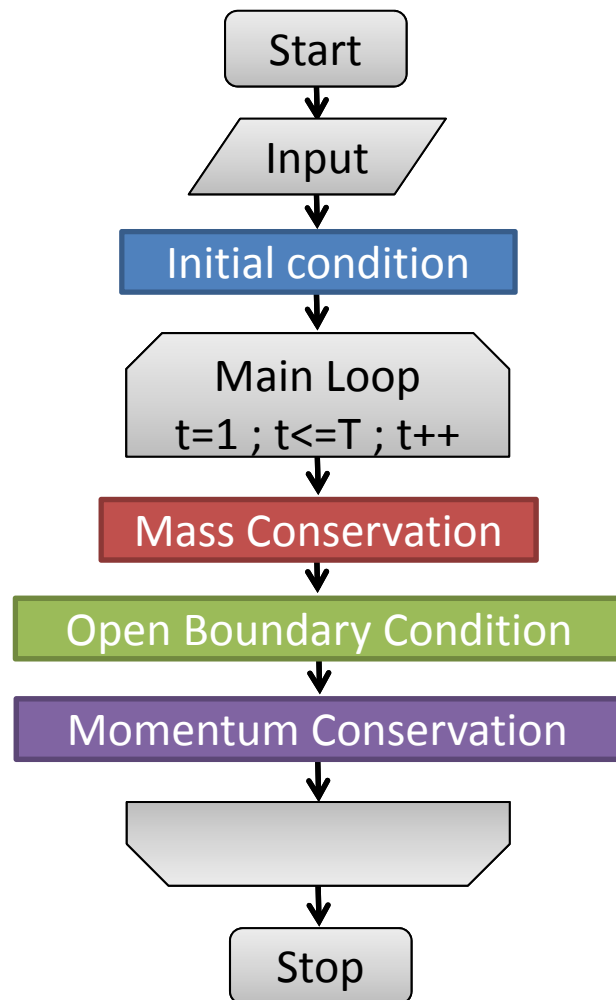 Start
Input
Initial condition
Main Loop
t=1 ; t<=T ; t++
Mass Conservation
Open Boundary Condition
Momentum Conservation
Stop